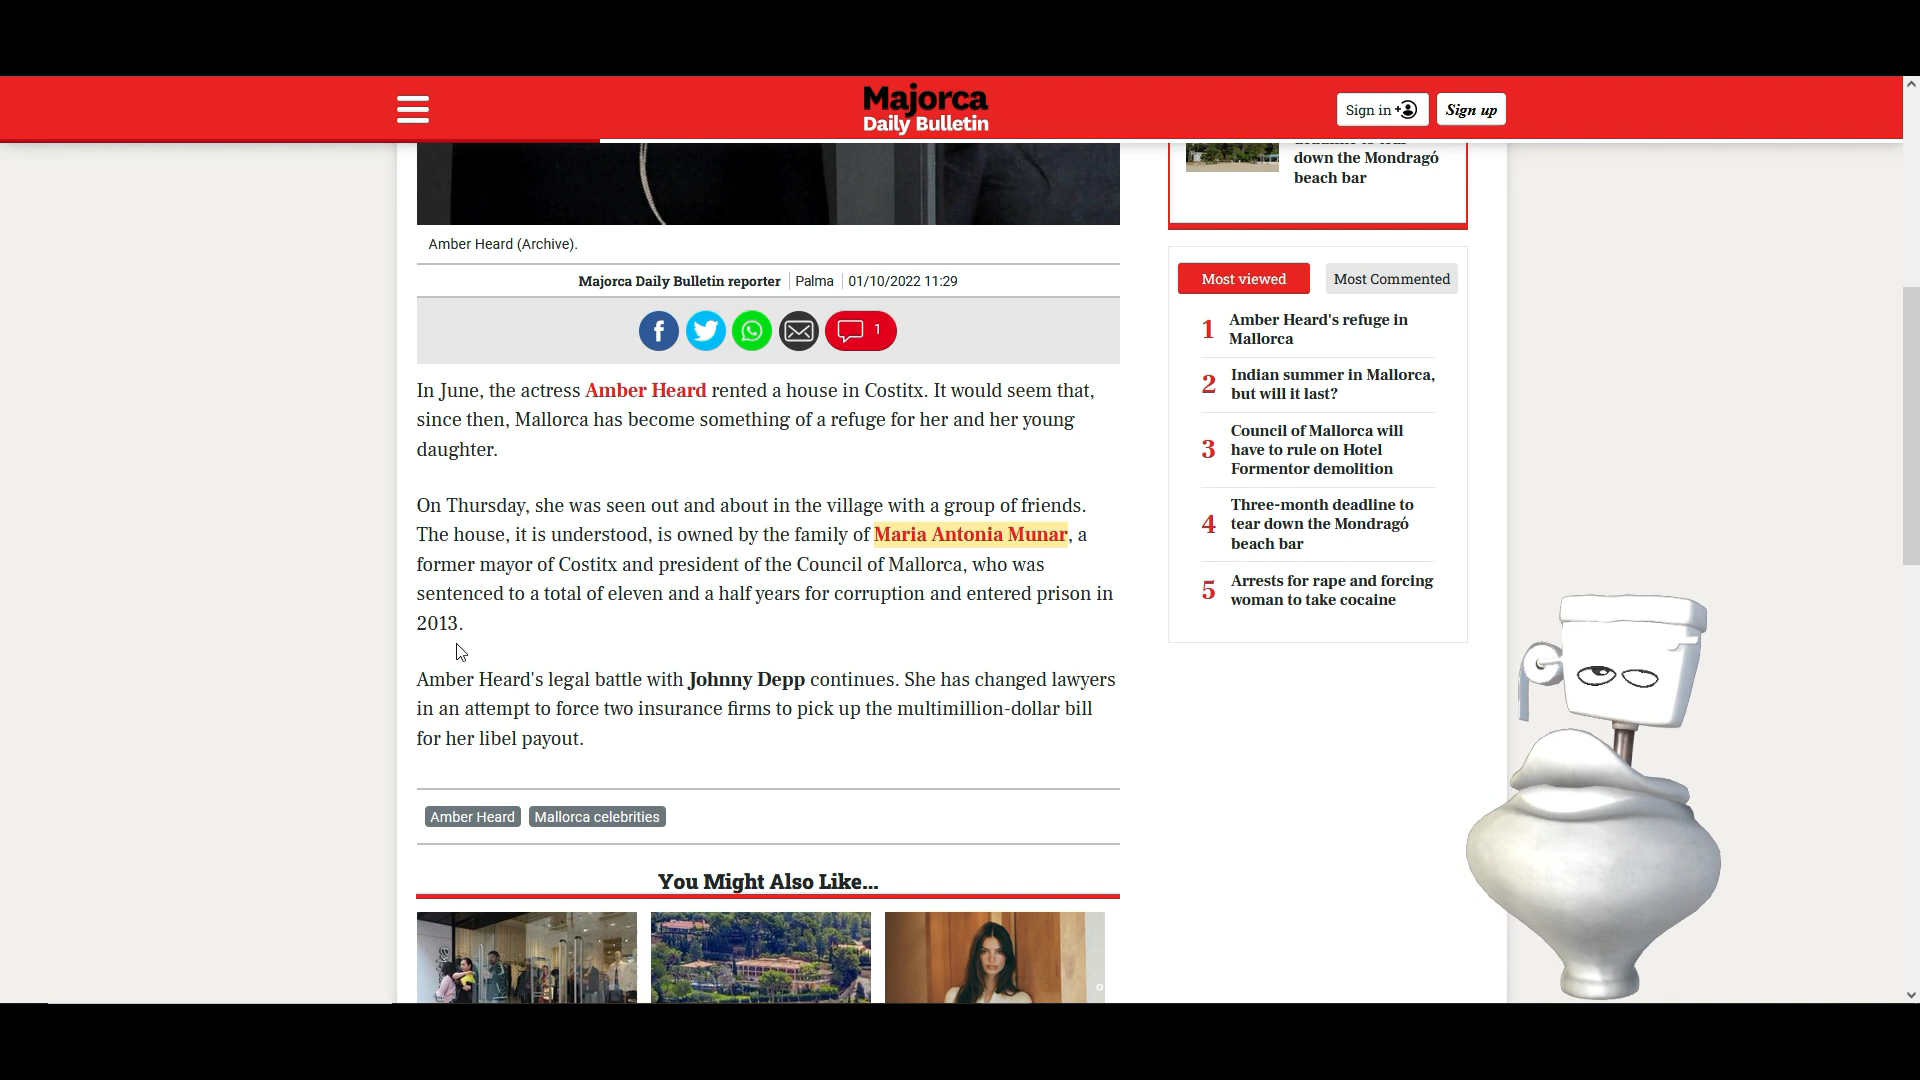 Majorca
Daily Bulletin
Sign in
Sign up
down the Mondragó
beach bar
Amber Heard (Archive).
Majorca Daily Bulletin reporter Palma 01/10/2022 11:29
1
In June, the actress Amber Heard rented a house in Costitx. It would seem that,
since then, Mallorca has become something of a refuge for her and her young
daughter.
On Thursday, she was seen out and about in the village with a group of friends.
The house, it is understood, is owned by the family of Maria Antonia Munar, a
former mayor of Costitx and president of the Council of Mallorca, who was
sentenced to a total of eleven and a half years for corruption and entered prison in
2013.
Amber Heard's legal battle with Johnny Depp continues. She has changed lawyers
in an attempt to force two insurance firms to pick up the multimillion-dollar bill
for her libel payout.
Amber Heard Mallorca celebrities
You Might Also Like...
Most viewed Most Commented
1 Amber Heard's refuge in
Mallorca
2 Indian summer in Mallorca,
but will it last?
3 Council of Mallorca will
have to rule on Hotel
Formentor demolition
4 Three-month deadline to
tear down the Mondragó
beach bar
5 Arrests for rape and forcing
woman to take cocaine